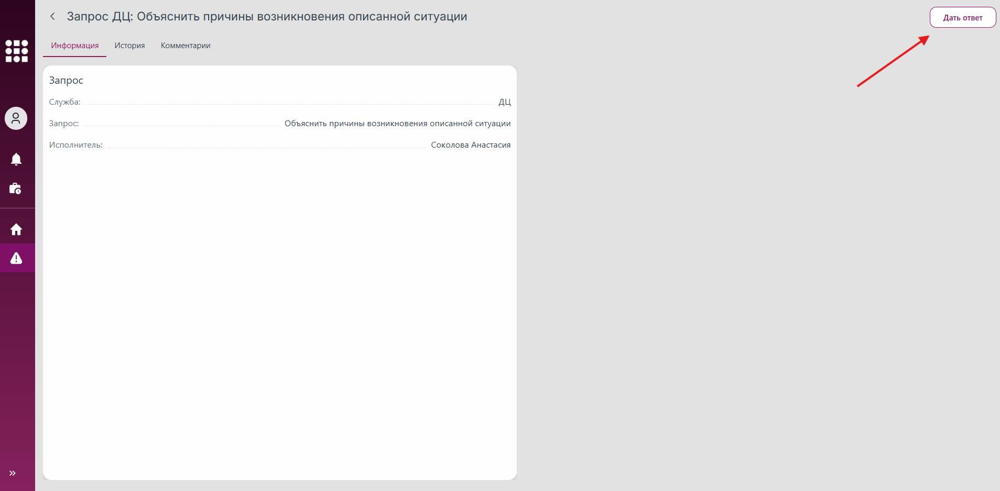 Запрос ДЦ: Объяснить причины возникновения описанной ситуации
Дать ответ
Информация История Комментарии
Запрос
Служба: ДЦ
Запрос: Объяснить причины возникновения описанной ситуации
Исполнитель: Соколова Анастасия